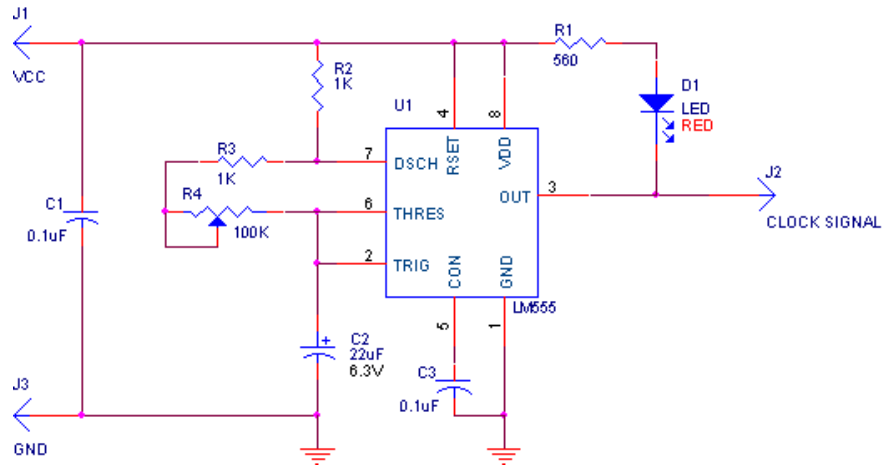 J1
VCC
R1
560
R2
1K
U1
4
8
D1
LED
RED
R3
1K
7
DSCH
RSET
VDD
R4
100K
6
THRES
OUT
3
J2
CLOCK SIGNAL
C1
0.1uF
2
TRIG
CON
GND
LM555
5
1
C2
22uF
6.3V
+
C3
0.1uF
J3
GND